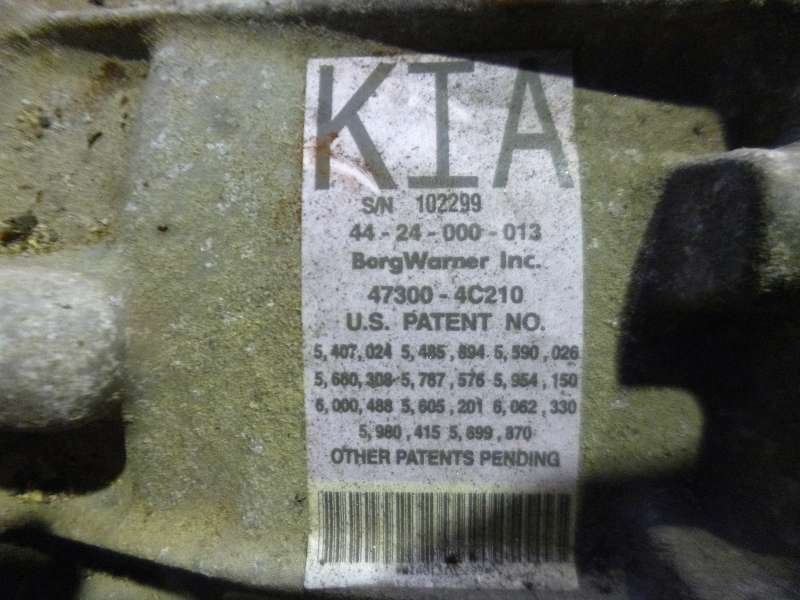 KIA
S/N 102299
44 - 24 - 000 - 013
BorgWarner Inc.
47300 - 4C210
U.S. PATENT NO.
5,407,024 5,485,894 5,590,026
5,680,308 5,787,576 5,954,150
6,000,488 5,605,201 6,062,330
5,980,415 5,699,870
OTHER PATENTS PENDING